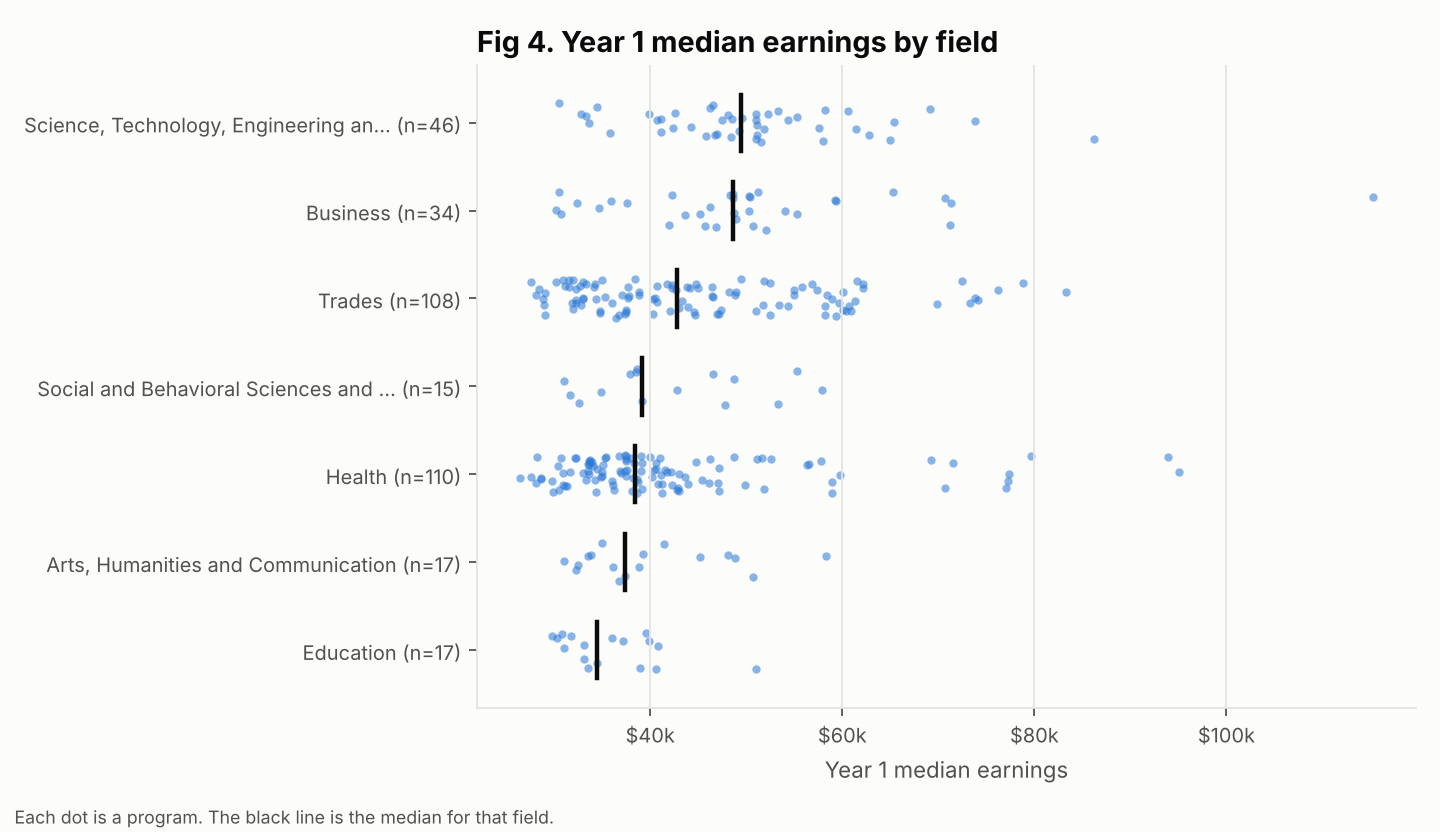 Fig 4. Year 1 median earnings by field
Science, Technology, Engineering an... (n=46)
Business (n=34)
Trades (n=108)
Social and Behavioral Sciences and ... (n=15)
Health (n=110)
Arts, Humanities and Communication (n=17)
Education (n=17)
$40k $60k $80k $100k
Year 1 median earnings
Each dot is a program. The black line is the median for that field.